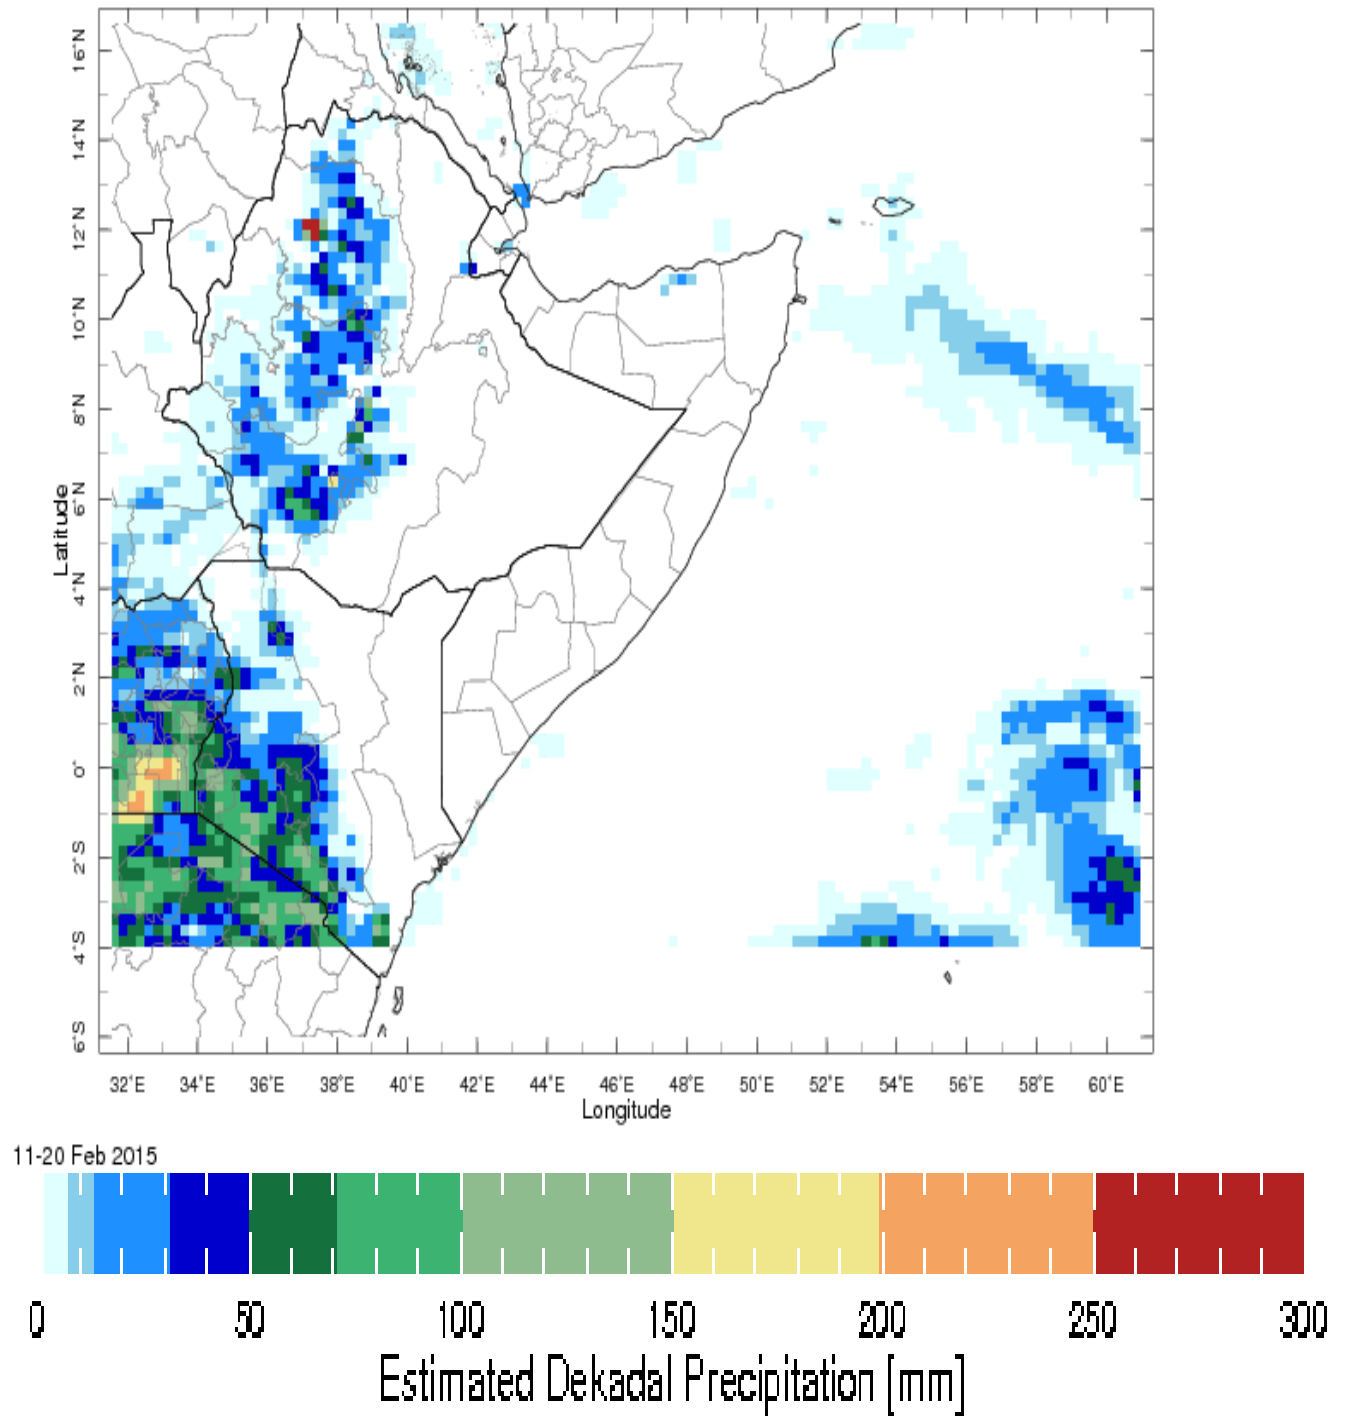 16˚N
14˚N
12˚N
10˚N
8˚N
6˚N
4˚N
2˚N
0˚
2˚S
4˚S
6˚S
Latitude
32˚E 34˚E 36˚E 38˚E 40˚E 42˚E 44˚E 46˚E 48˚E 50˚E 52˚E 54˚E 56˚E 58˚E 60˚E
Longitude
11-20 Feb 2015
0 50 100 150 200 250 300
Estimated Dekadal Precipitation [mm]